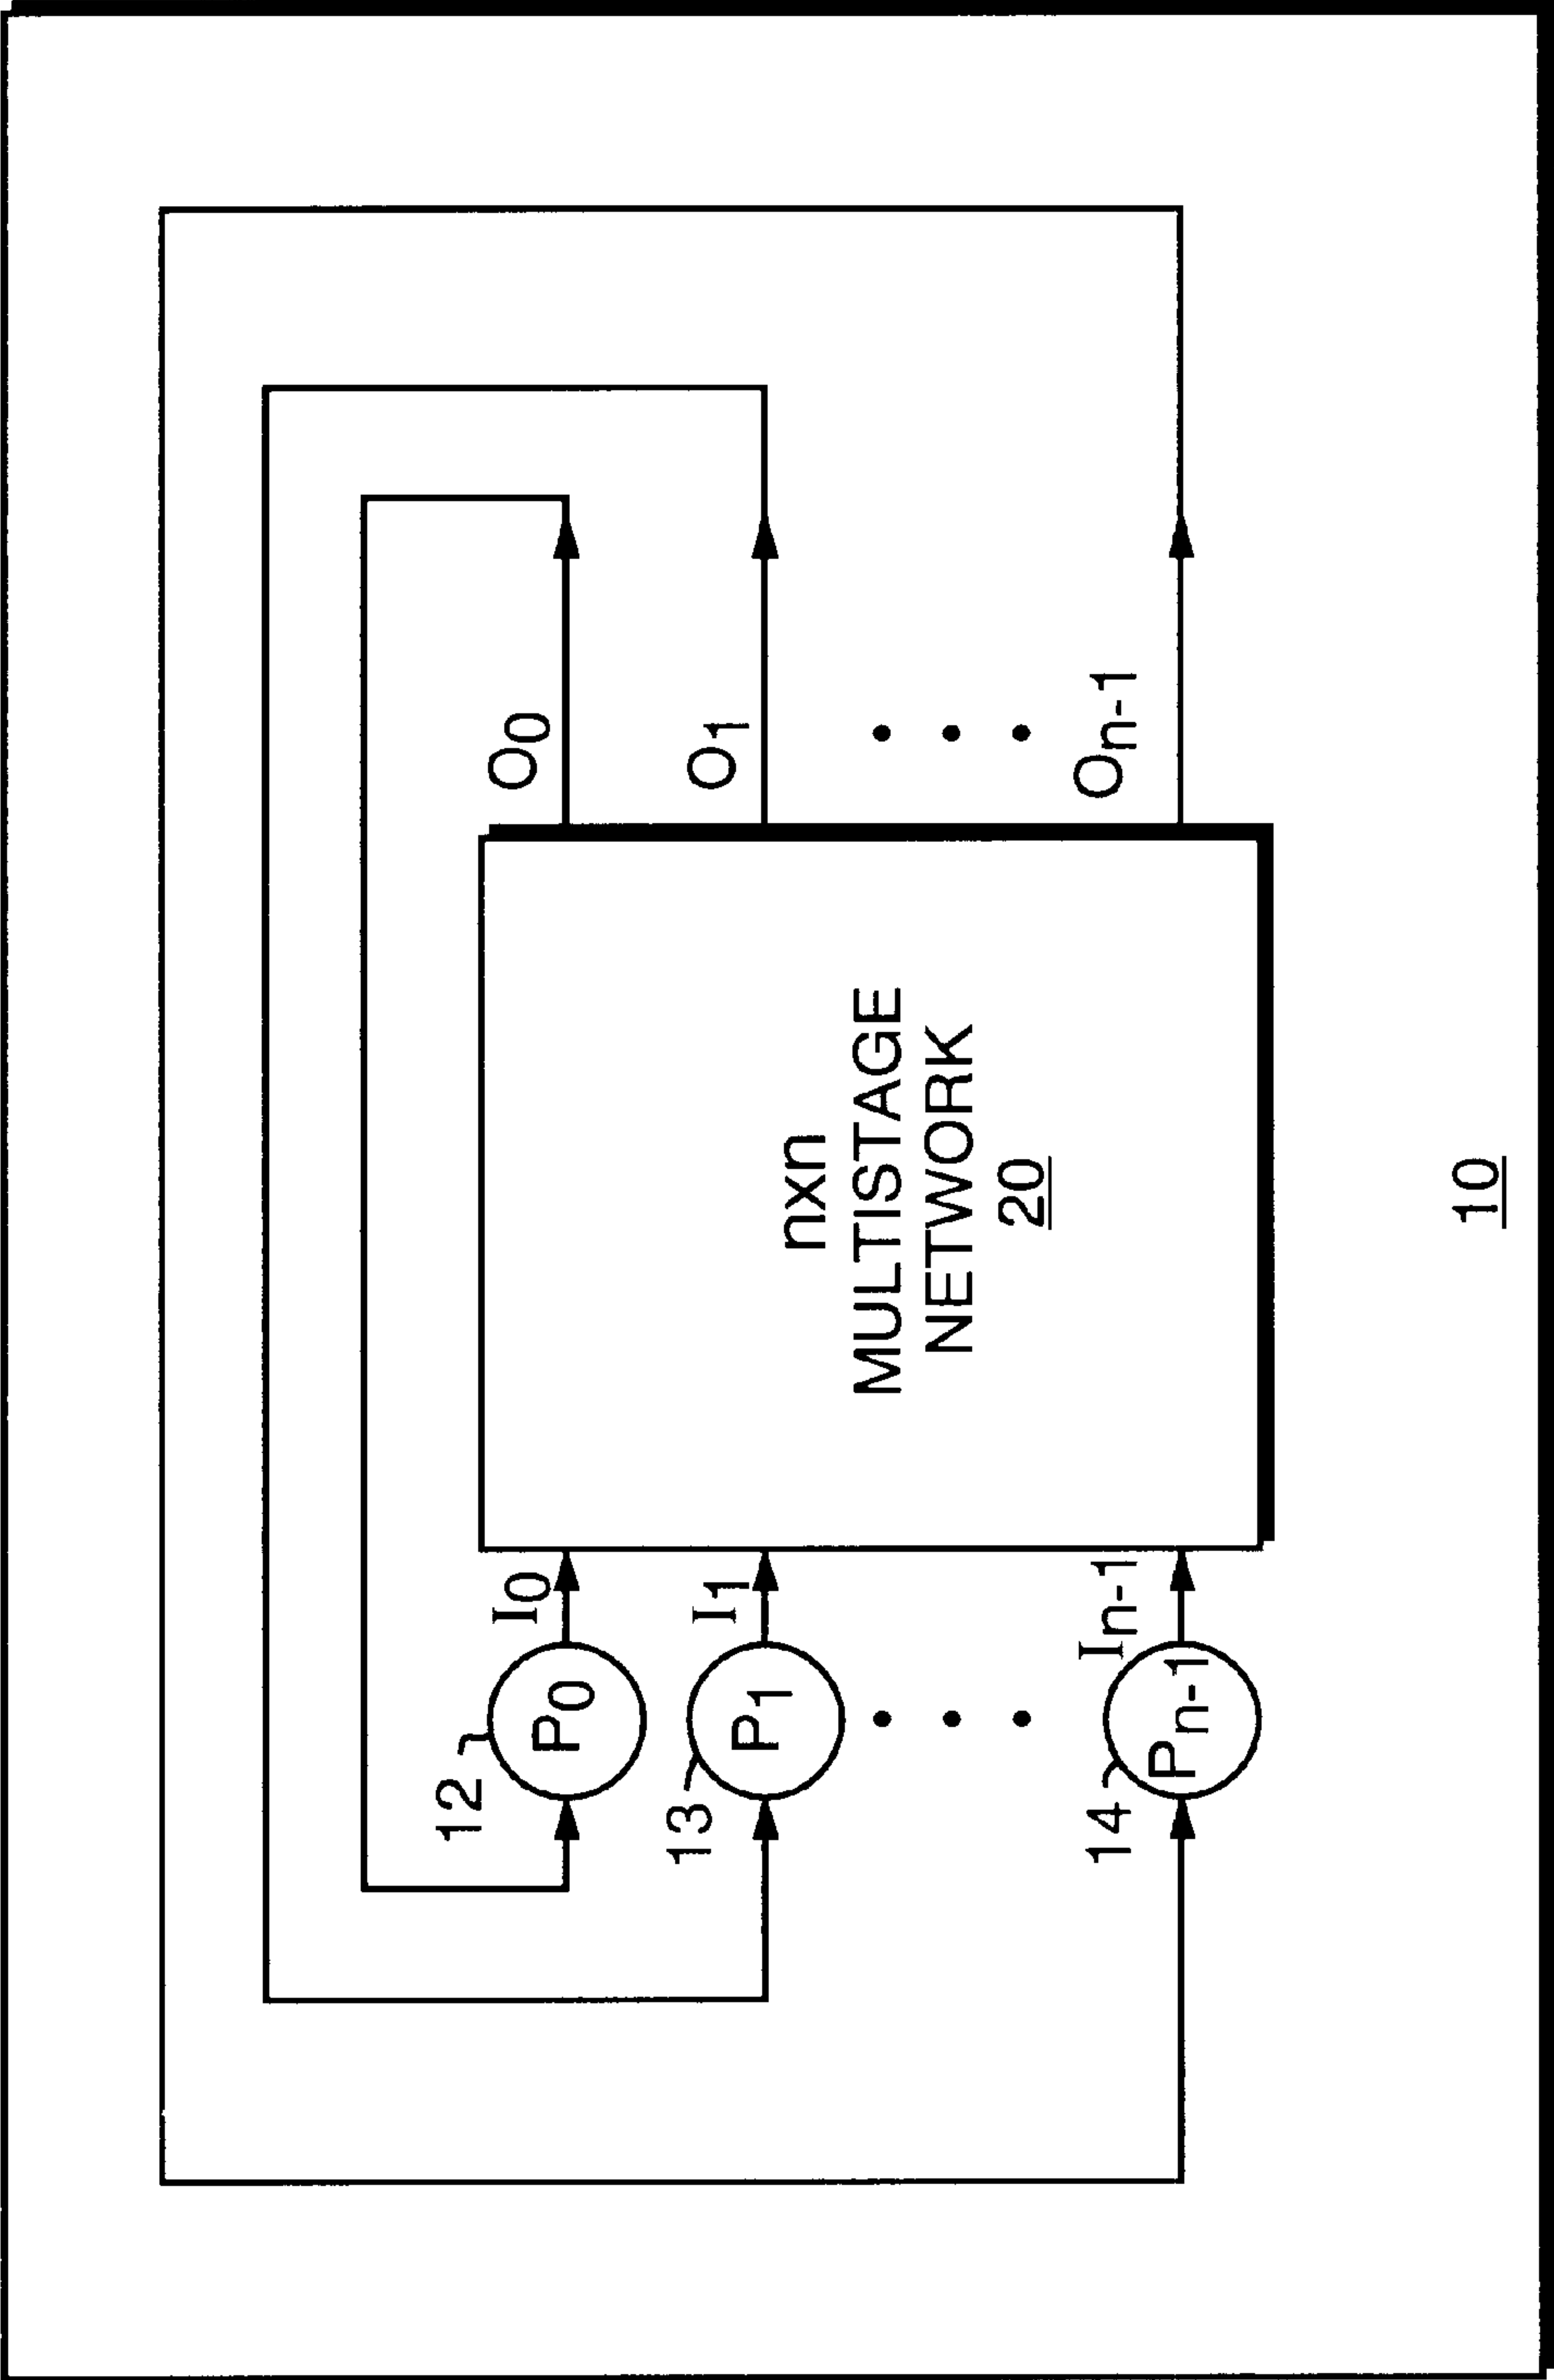 12
P0
I0
O0
13
P1
I1
O1
nxn
MULTISTAGE
NETWORK
20
14
Pn-1
In-1
On-1
10